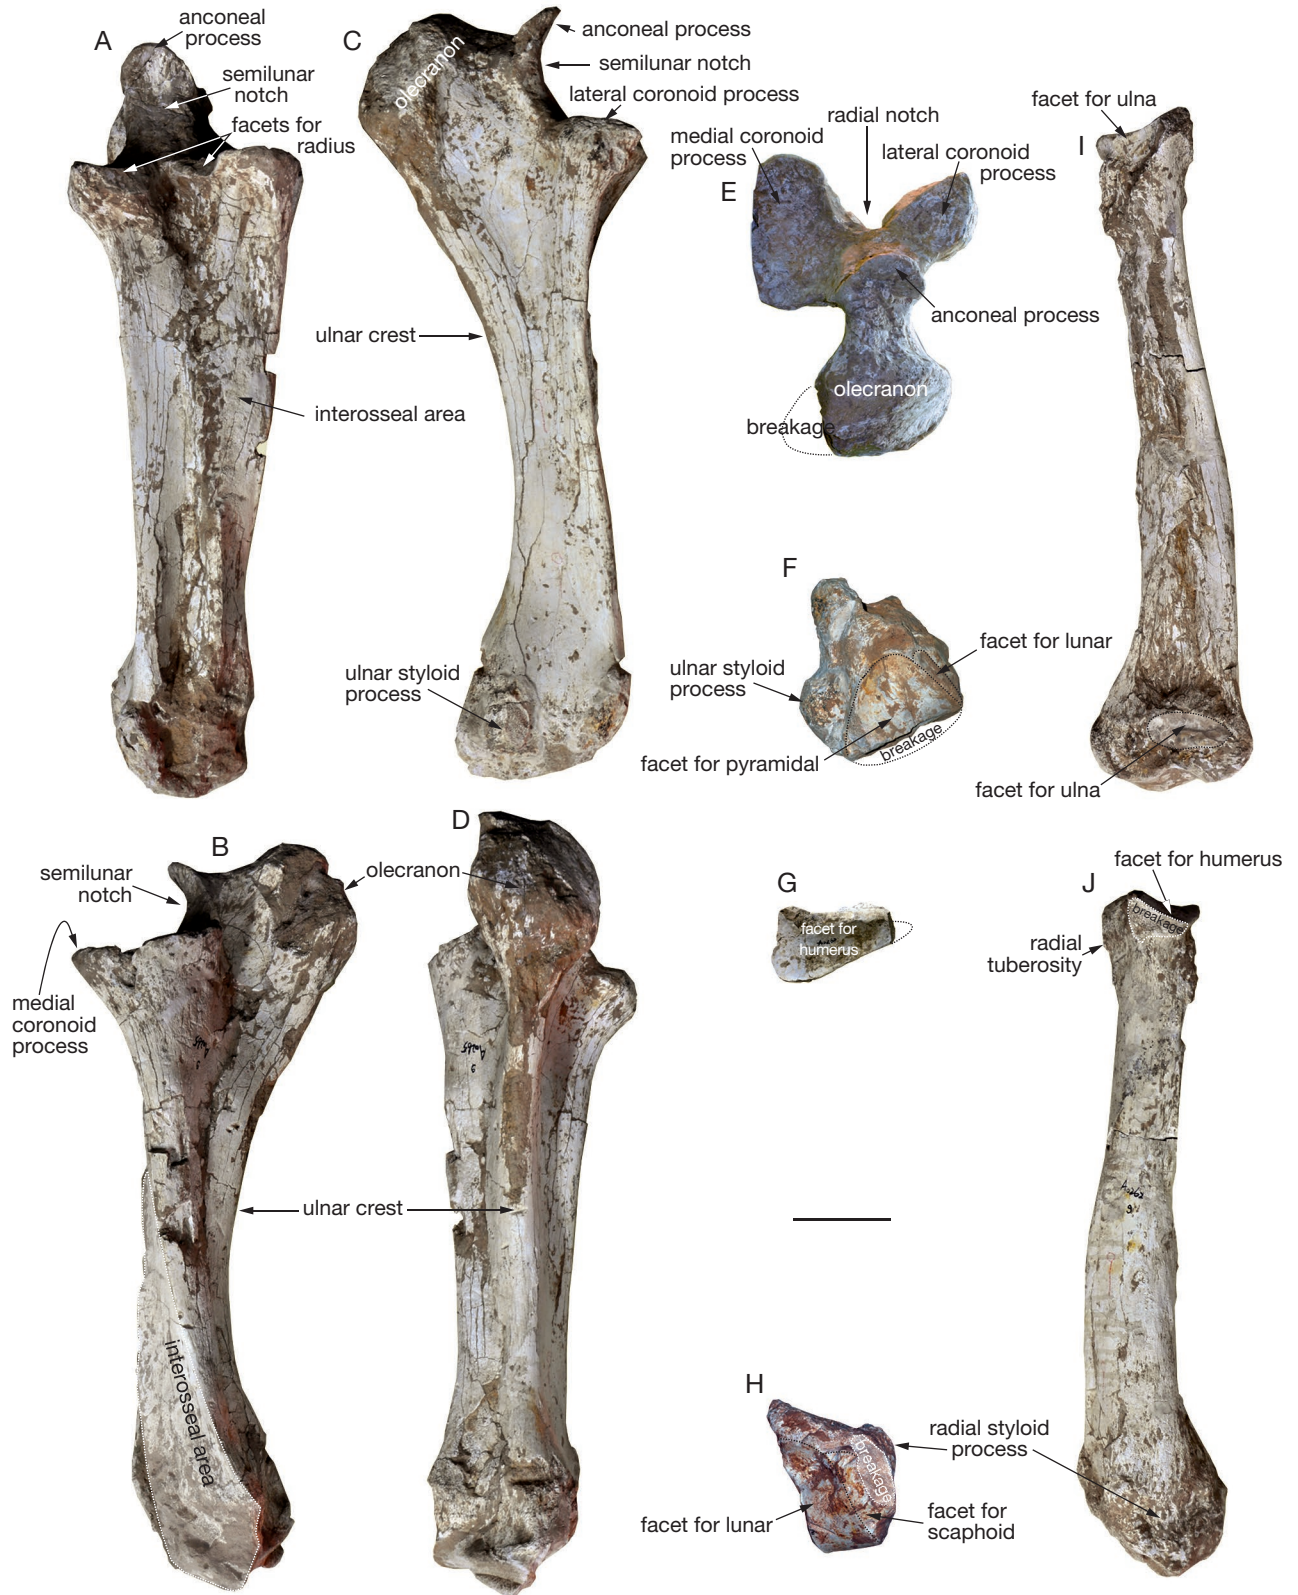 A
anconeal
process
semilunar
notch
facets for
radius
C
anconeal process
semilunar notch
lateral coronoid process
olecranon
ulnar crest
interosseal area
ulnar styloid
process
E
medial coronoid
process
radial notch
lateral coronoid
process
anconeal process
olecranon
breakage
F
ulnar styloid
process
facet for lunar
facet for pyramidal
breakage
I
facet for ulna
facet for ulna
B
semilunar
notch
medial
coronoid
process
olecranon
ulnar crest
interosseal area
D
G
facet for
humerus
H
radial styloid
process
breakage
facet for lunar
facet for
scaphoid
J
facet for humerus
breakage
radial
tuberosity